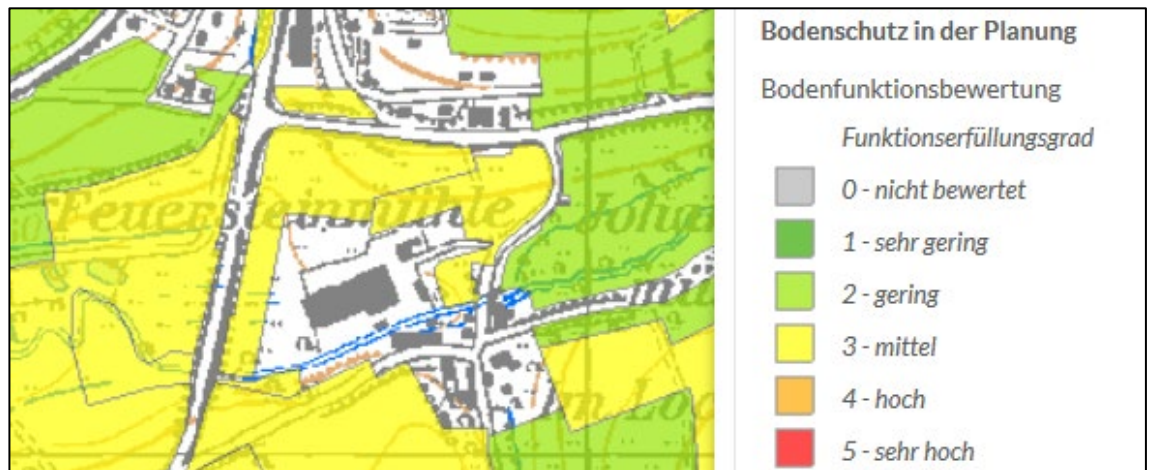 Bodenschutz in der Planung
Bodenfunktionsbewertung
Funktionserfüllungsgrad
0 - nicht bewertet
1 - sehr gering
2 - gering
3 - mittel
4 - hoch
5 - sehr hoch
Feuersteinmühle